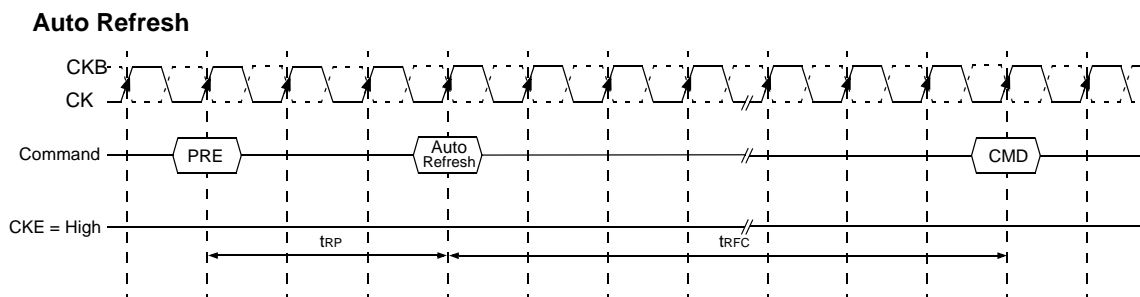 Auto Refresh
CKB
CK
Command
PRE
Auto
Refresh
CMD
CKE = High
tRP
tRFC